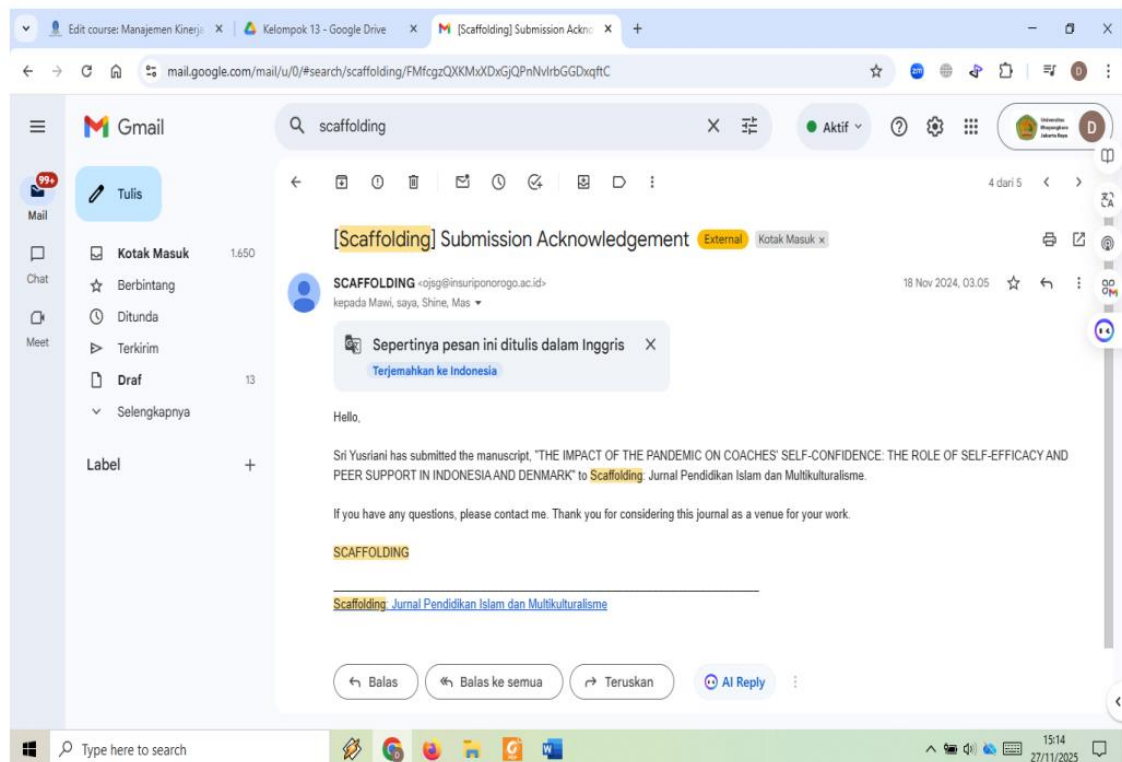 Edit course: Manajemen Kinerja
Kelompok 13 - Google Drive
[Scaffolding] Submission Ackno
mail.google.com/mail/u/0/#search/scaffolding/FMfcgzQXKMxXDxGjQPnNvIrbGGDxqftC
zm
D
Gmail
scaffolding
Aktif
Universitas Bhayangkara Jakarta Raya
D
99+
Mail
Tulis
4 dari 5
[Scaffolding] Submission Acknowledgement External Kotak Masuk x
Kotak Masuk 1.650
Chat
SCAFFOLDING <ojsg@insuriponorogo.ac.id>
18 Nov 2024, 03.05
Berbintang
kepada Mawi, saya, Shine, Mas
Ditunda
Meet
Sepertinya pesan ini ditulis dalam Inggris X
Terkirim
Terjemahkan ke Indonesia
Draf 13
Selengkapnya
Hello,
Label +
Sri Yusriani has submitted the manuscript, "THE IMPACT OF THE PANDEMIC ON COACHES' SELF-CONFIDENCE: THE ROLE OF SELF-EFFICACY AND
PEER SUPPORT IN INDONESIA AND DENMARK" to Scaffolding: Jurnal Pendidikan Islam dan Multikulturalisme.
If you have any questions, please contact me. Thank you for considering this journal as a venue for your work.
SCAFFOLDING
Scaffolding: Jurnal Pendidikan Islam dan Multikulturalisme
Balas
Balas ke semua
Teruskan
AI Reply
Type here to search
15:14
27/11/2025